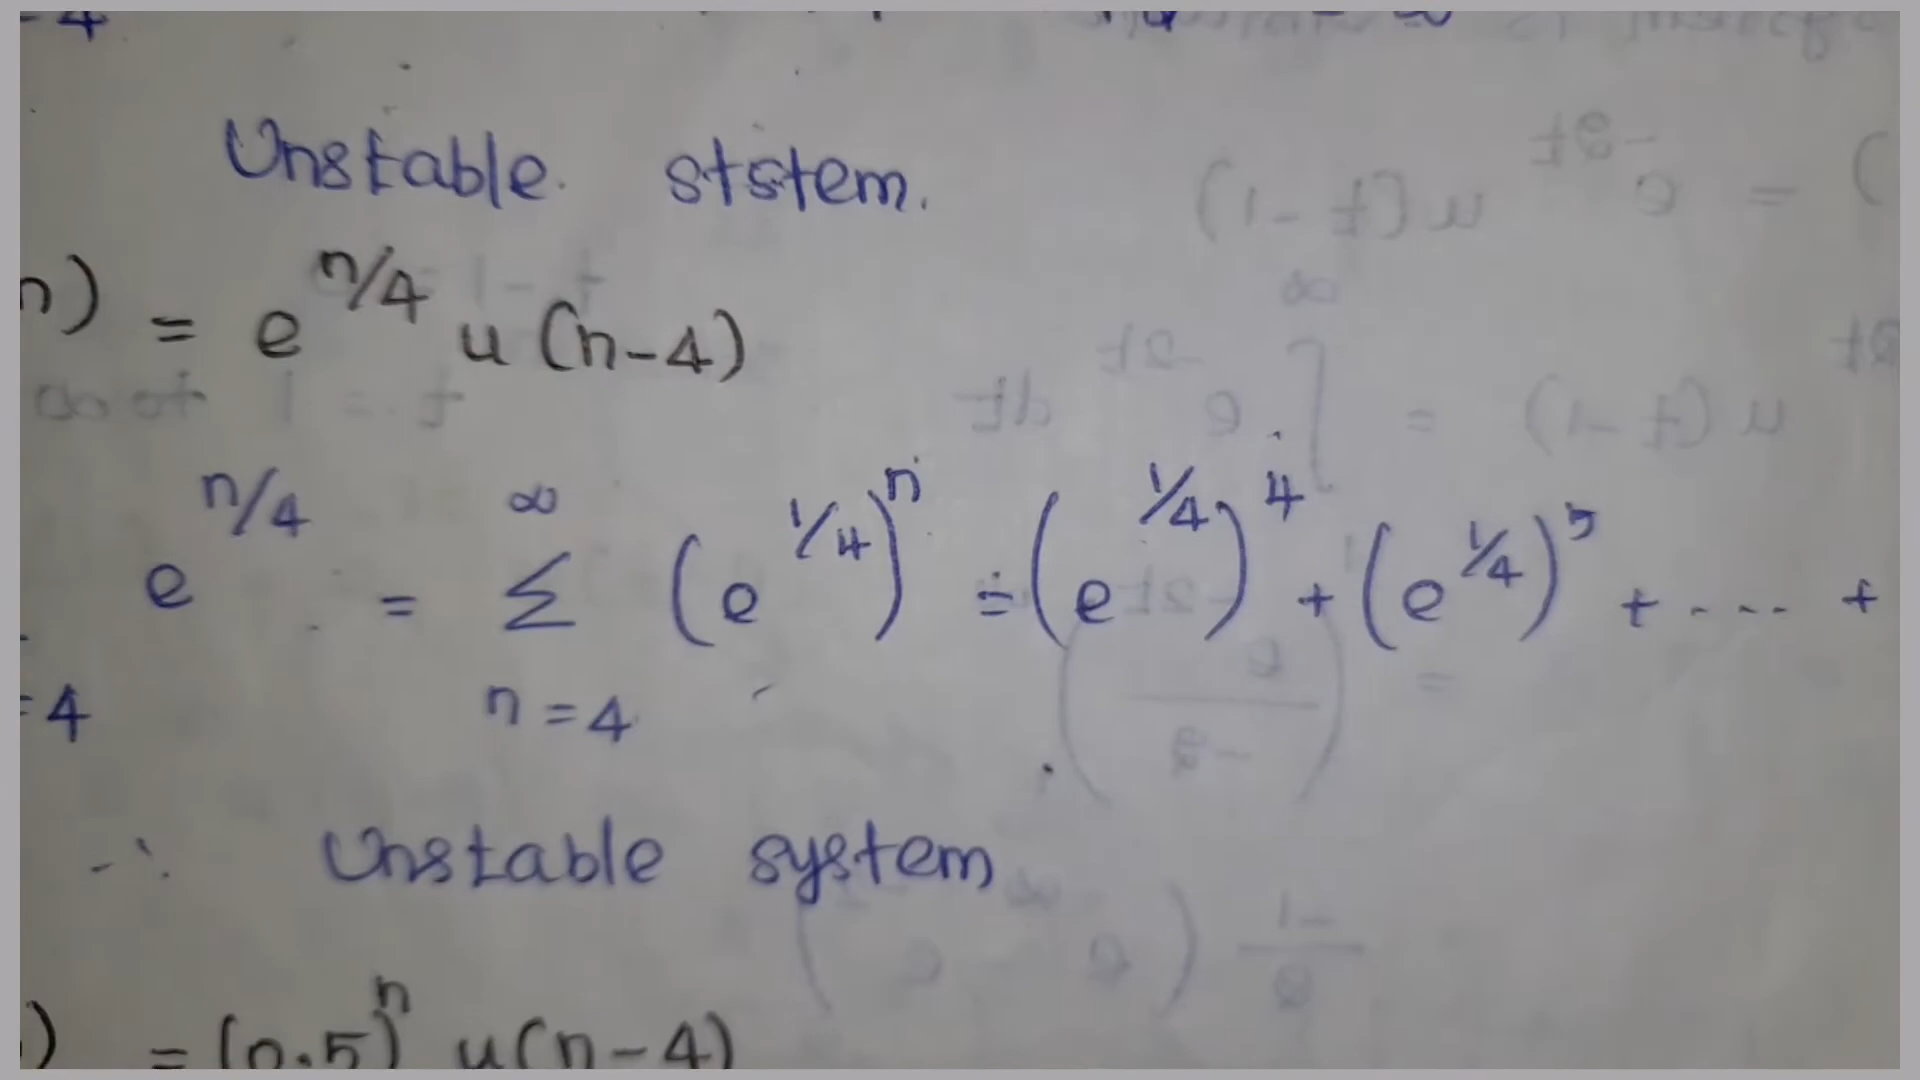 Unstable ststem.
n) = e^{n/4} u(n-4)
e^{n/4} = ∞ Σ n=4 (e^{1/4})^n = (e^{1/4})^4 + (e^{1/4})^5 + .... +
=4
∴ Unstable system
) = (0.5)^n u(n-4)